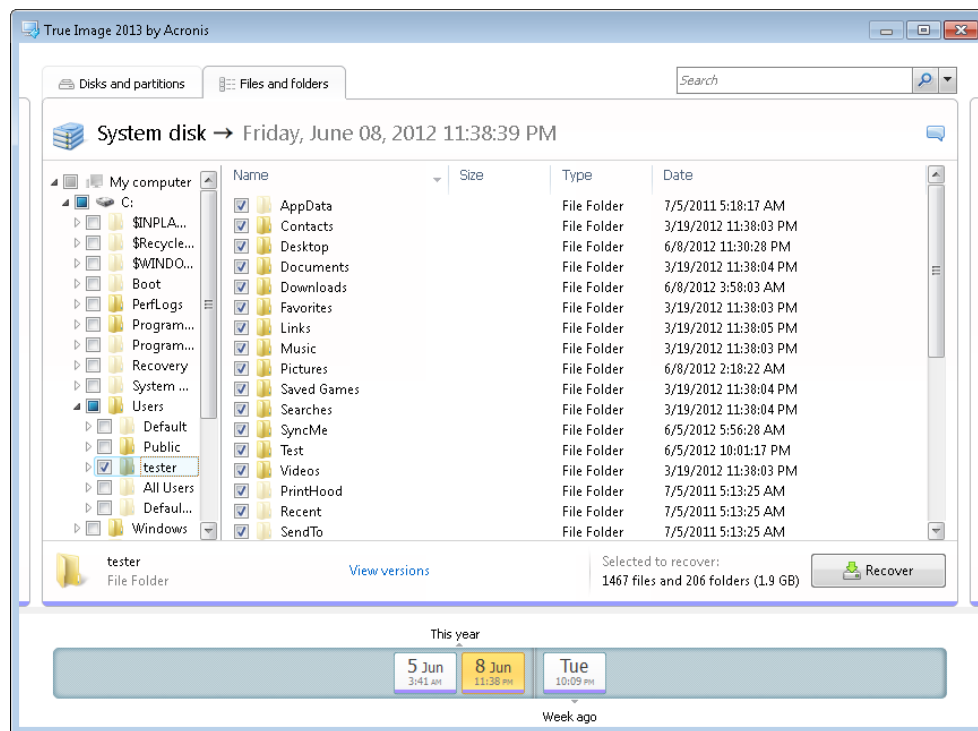 True Image 2013 by Acronis
Disks and partitions
Files and folders
Search
System disk → Friday, June 08, 2012 11:38:39 PM
My computer
C:
$INPLA...
$Recycle...
$WINDO...
Boot
PerfLogs
Program...
Program...
Recovery
System ...
Users
Default
Public
tester
All Users
Defaul...
Windows
Name Size Type Date
AppData File Folder 7/5/2011 5:18:17 AM
Contacts File Folder 3/19/2012 11:38:03 PM
Desktop File Folder 6/8/2012 11:30:28 PM
Documents File Folder 3/19/2012 11:38:04 PM
Downloads File Folder 6/8/2012 3:58:03 AM
Favorites File Folder 3/19/2012 11:38:03 PM
Links File Folder 3/19/2012 11:38:05 PM
Music File Folder 3/19/2012 11:38:03 PM
Pictures File Folder 6/8/2012 2:18:22 AM
Saved Games File Folder 3/19/2012 11:38:04 PM
Searches File Folder 3/19/2012 11:38:04 PM
SyncMe File Folder 6/5/2012 5:56:28 AM
Test File Folder 6/5/2012 10:01:17 PM
Videos File Folder 3/19/2012 11:38:03 PM
PrintHood File Folder 7/5/2011 5:13:25 AM
Recent File Folder 7/5/2011 5:13:25 AM
SendTo File Folder 7/5/2011 5:13:25 AM
tester
File Folder
View versions
Selected to recover:
1467 files and 206 folders (1.9 GB)
Recover
This year
5 Jun
3:41 AM
8 Jun
11:38 PM
Tue
10:09 PM
Week ago